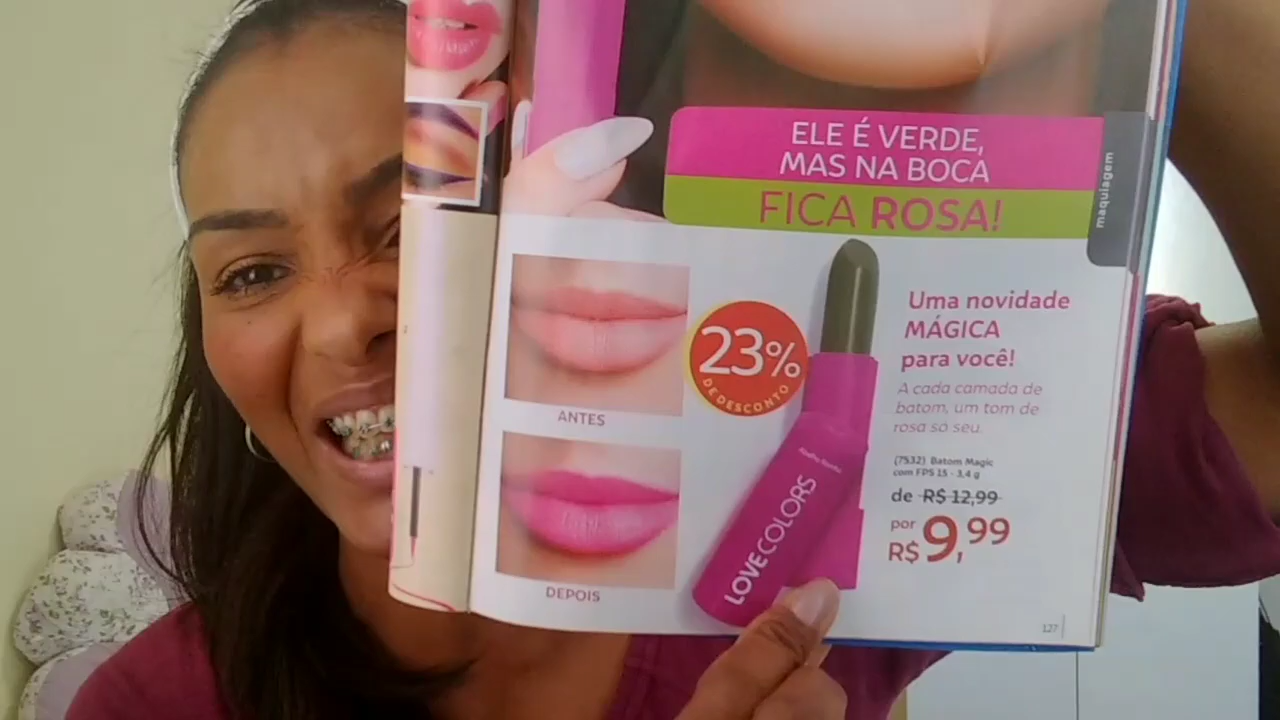 ELE É VERDE,
MAS NA BOCA
FICA ROSA!
maquiagem
ANTES
DEPOIS
23%
DE DESCONTO
LOVECOLORS
Uma novidade
MÁGICA
para você!
A cada camada de
batom, um tom de
rosa só seu.
(7532) Batom Magic
com FPS 15 - 3,4 g
de R$ 12,99
por
R$ 9,99
127